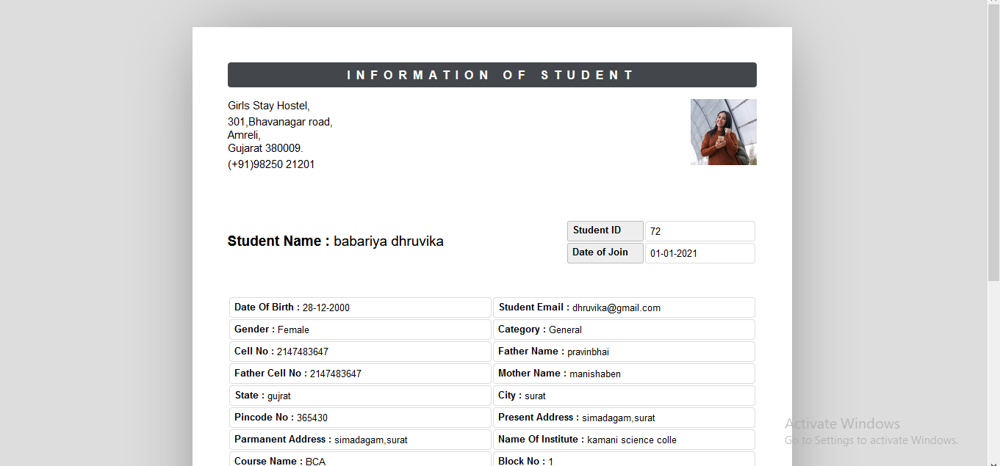 INFORMATION OF STUDENT
Girls Stay Hostel,
301,Bhavanagar road,
Amreli,
Gujarat 380009.
(+91)98250 21201
Student Name : babariya dhruvika
Student ID 72
Date of Join 01-01-2021
Date Of Birth : 28-12-2000 Student Email : dhruvika@gmail.com
Gender : Female Category : General
Cell No : 2147483647 Father Name : pravinbhai
Father Cell No : 2147483647 Mother Name : manishaben
State : gujrat City : surat
Pincode No : 365430 Present Address : simadagam,surat
Parmanent Address : simadagam,surat Name Of Institute : kamani science colle
Course Name : BCA Block No : 1
Activate Windows
Go to Settings to activate Windows.